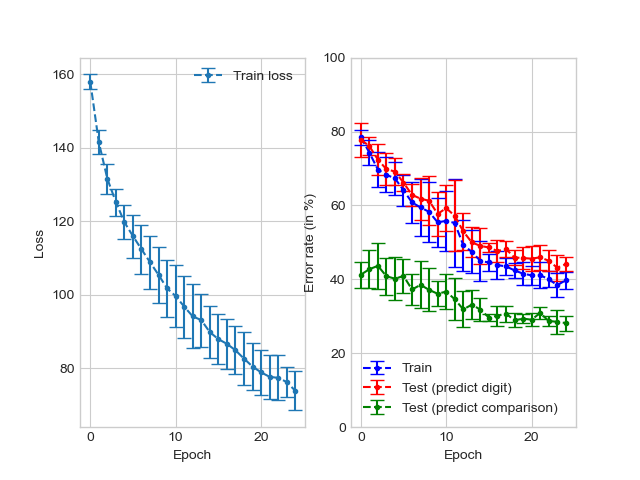 Train loss
Loss
160
140
120
100
80
0
10
20
Epoch
Error rate (in %)
100
80
60
40
20
0
Train
Test (predict digit)
Test (predict comparison)
0
10
20
Epoch